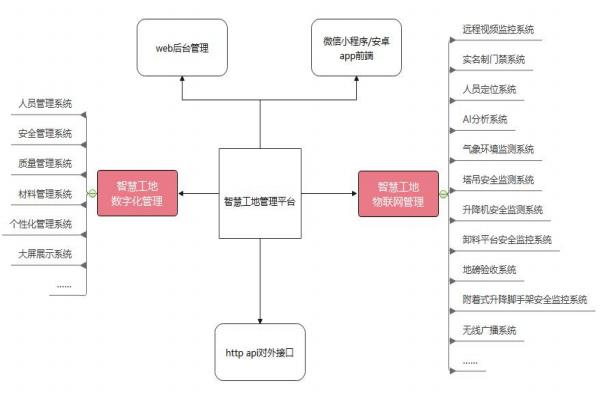 web后台管理
微信小程序/安卓
app前端
人员管理系统
安全管理系统
质量管理系统
材料管理系统
个性化管理系统
大屏展示系统
......
智慧工地
数字化管理
智慧工地管理平台
智慧工地
物联网管理
http api对外接口
远程视频监控系统
实名制门禁系统
人员定位系统
AI分析系统
气象环境监测系统
塔吊安全监测系统
升降机安全监测系统
卸料平台安全监控系统
地磅验收系统
附着式升降脚手架安全监控系统
无线广播系统
......